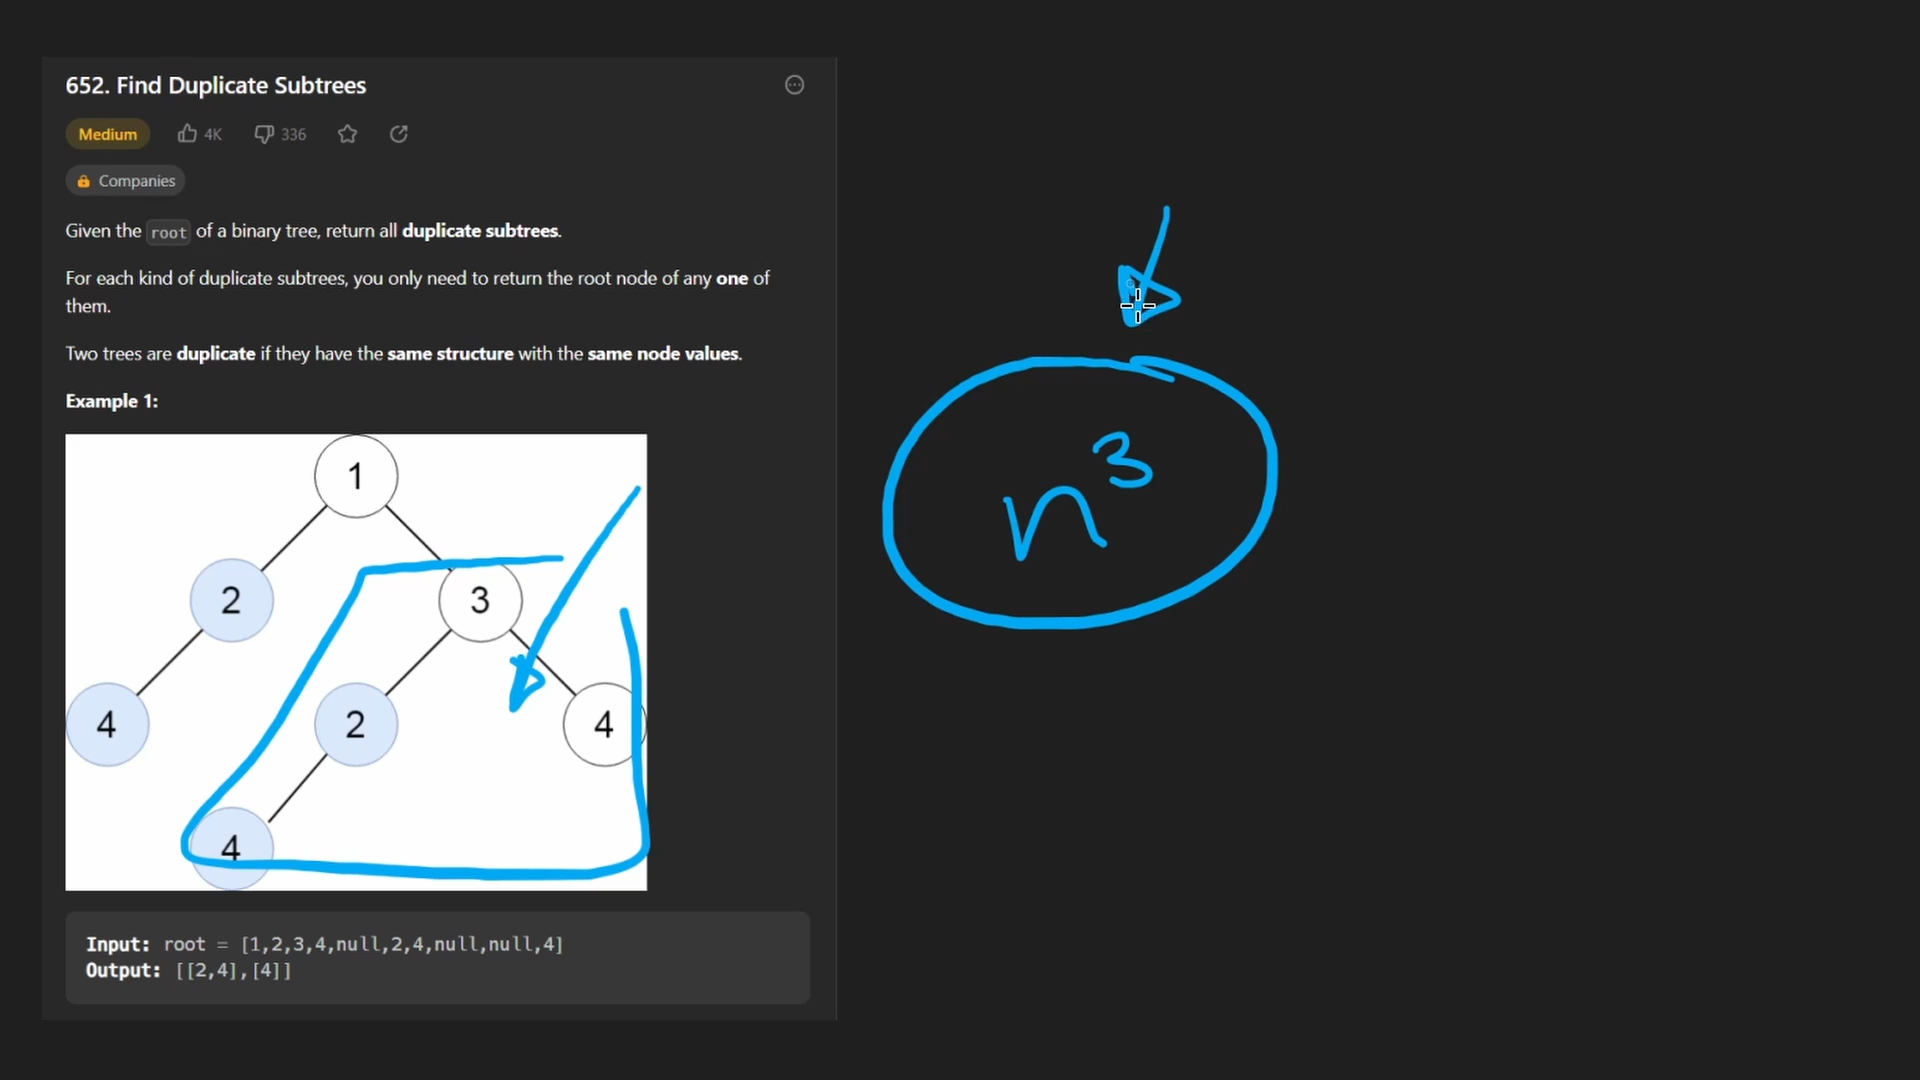 652. Find Duplicate Subtrees
Medium 4K 336
Companies
Given the root of a binary tree, return all duplicate subtrees.
For each kind of duplicate subtrees, you only need to return the root node of any one of
them.
Two trees are duplicate if they have the same structure with the same node values.
Example 1:
1
2 3
4 2 4
4
Input: root = [1,2,3,4,null,2,4,null,null,4]
Output: [[2,4],[4]]
n³